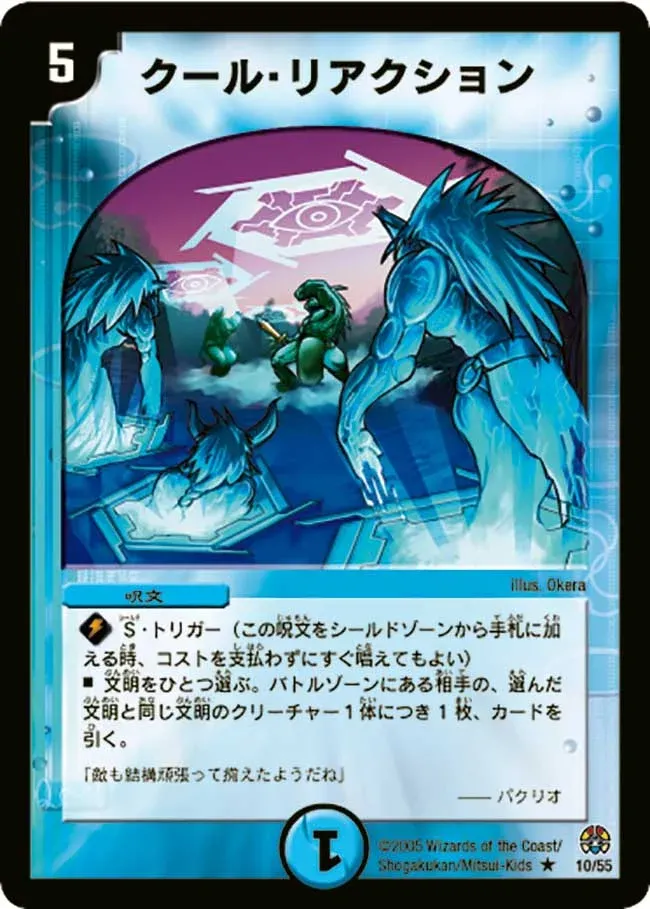 5
クール・リアクション
illus. Okera
呪文
S・トリガー（この呪文をシールドゾーンから手札に加
える時、コストを支払わずにすぐ唱えてもよい）
■ 文明をひとつ選ぶ。バトルゾーンにある相手の、選んだ
文明と同じ文明のクリーチャー1体につき1枚、カードを
引く。
「敵も結構頑張って揃えたようだね」
―― パクリオ
1
©2005 Wizards of the Coast/
Shogakukan/Mitsui-Kids ★ 10/55